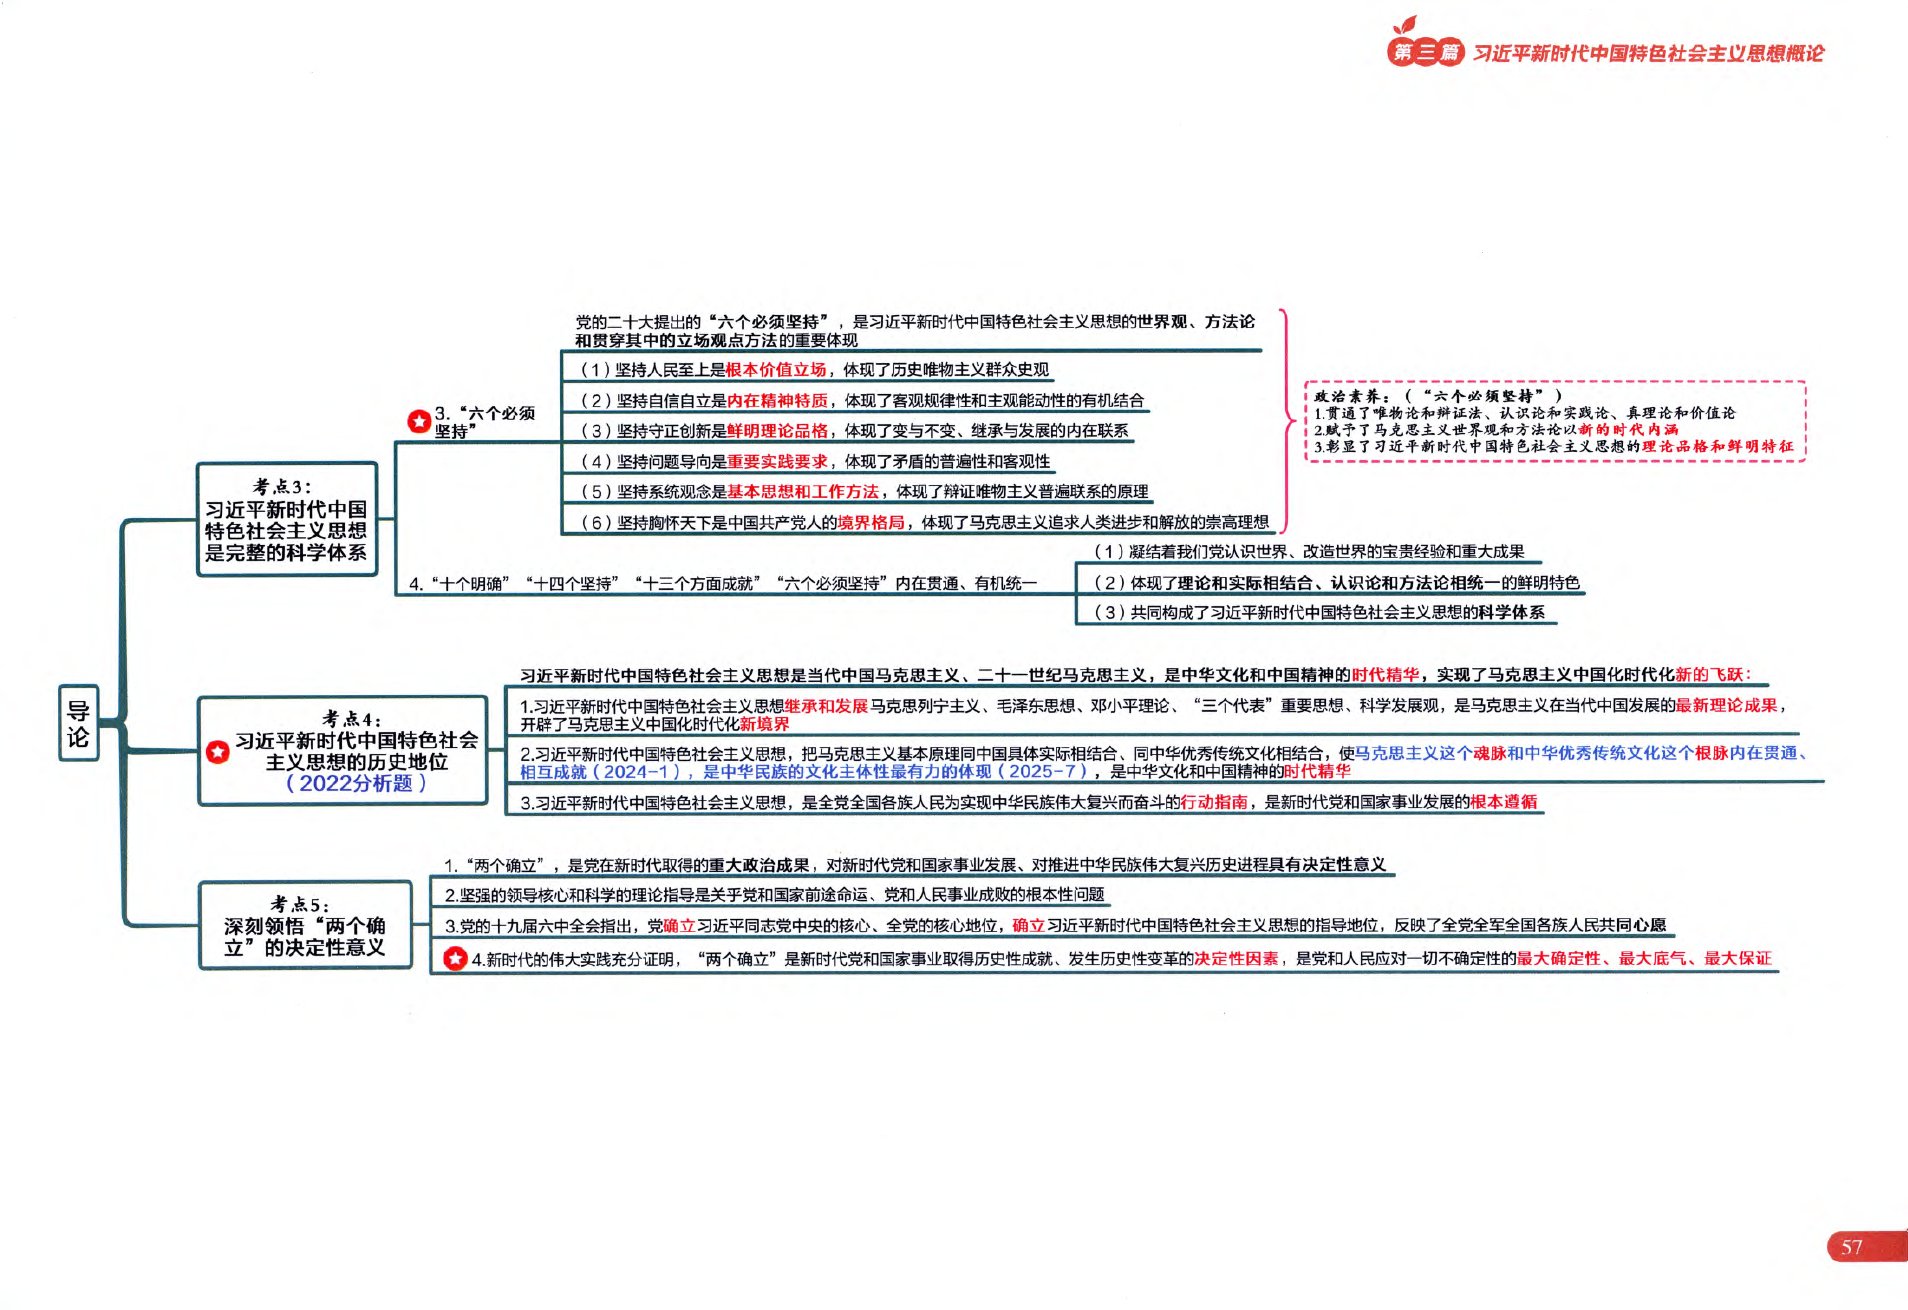 第三篇 习近平新时代中国特色社会主义思想概论
导论
考点3：
习近平新时代中国
特色社会主义思想
是完整的科学体系
3.“六个必须
坚持”
党的二十大提出的“六个必须坚持”，是习近平新时代中国特色社会主义思想的世界观、方法论
和贯穿其中的立场观点方法的重要体现
（1）坚持人民至上是根本价值立场，体现了历史唯物主义群众史观
（2）坚持自信自立是内在精神特质，体现了客观规律性和主观能动性的有机结合
（3）坚持守正创新是鲜明理论品格，体现了变与不变、继承与发展的内在联系
（4）坚持问题导向是重要实践要求，体现了矛盾的普遍性和客观性
（5）坚持系统观念是基本思想和工作方法，体现了辩证唯物主义普遍联系的原理
（6）坚持胸怀天下是中国共产党人的境界格局，体现了马克思主义追求人类进步和解放的崇高理想
政治素养：（“六个必须坚持”）
1.贯通了唯物论和辩证法、认识论和实践论、真理论和价值论
2.赋予了马克思主义世界观和方法论以新的时代内涵
3.彰显了习近平新时代中国特色社会主义思想的理论品格和鲜明特征
4.“十个明确”“十四个坚持”“十三个方面成就”“六个必须坚持”内在贯通、有机统一
（1）凝结着我们党认识世界、改造世界的宝贵经验和重大成果
（2）体现了理论和实际相结合、认识论和方法论相统一的鲜明特色
（3）共同构成了习近平新时代中国特色社会主义思想的科学体系
考点4：
习近平新时代中国特色社会
主义思想的历史地位
（2022分析题）
习近平新时代中国特色社会主义思想是当代中国马克思主义、二十一世纪马克思主义，是中华文化和中国精神的时代精华，实现了马克思主义中国化时代化新的飞跃：
1.习近平新时代中国特色社会主义思想继承和发展马克思列宁主义、毛泽东思想、邓小平理论、“三个代表”重要思想、科学发展观，是马克思主义在当代中国发展的最新理论成果，
开辟了马克思主义中国化时代化新境界
2.习近平新时代中国特色社会主义思想，把马克思主义基本原理同中国具体实际相结合、同中华优秀传统文化相结合，使马克思主义这个魂脉和中华优秀传统文化这个根脉内在贯通、
相互成就（2024-1），是中华民族的文化主体性最有力的体现（2025-7），是中华文化和中国精神的时代精华
3.习近平新时代中国特色社会主义思想，是全党全国各族人民为实现中华民族伟大复兴而奋斗的行动指南，是新时代党和国家事业发展的根本遵循
考点5：
深刻领悟“两个确
立”的决定性意义
1.“两个确立”，是党在新时代取得的重大政治成果，对新时代党和国家事业发展、对推进中华民族伟大复兴历史进程具有决定性意义
2.坚强的领导核心和科学的理论指导是关乎党和国家前途命运、党和人民事业成败的根本性问题
3.党的十九届六中全会指出，党确立习近平同志党中央的核心、全党的核心地位，确立习近平新时代中国特色社会主义思想的指导地位，反映了全党全军全国各族人民共同心愿
4.新时代的伟大实践充分证明，“两个确立”是新时代党和国家事业取得历史性成就、发生历史性变革的决定性因素，是党和人民应对一切不确定性的最大确定性、最大底气、最大保证
57